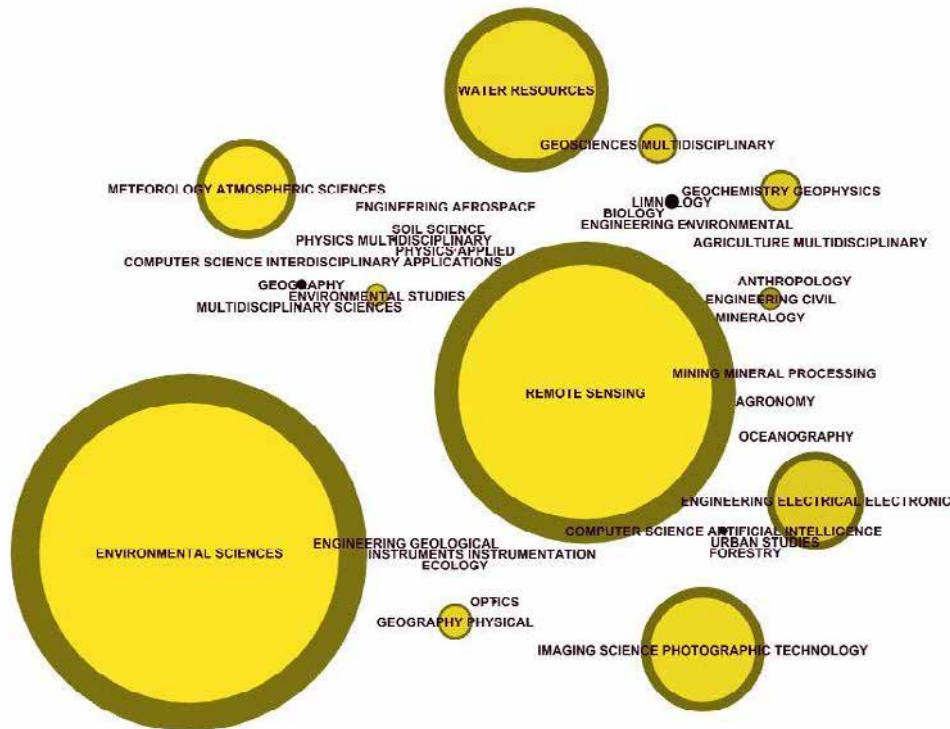 WATER RESOURCES
GEOSCIENCES MULTIDISCIPLINARY
METEOROLOGY ATMOSPHERIC SCIENCES
GEOCHEMISTRY GEOPHYSICS
LIMNOLOGY
ENGINEERING AEROSPACE
BIOLOGY
ENGINEERING ENVIRONMENTAL
SOIL SCIENCE
PHYSICS MULTIDISCIPLINARY
AGRICULTURE MULTIDISCIPLINARY
PHYSICS APPLIED
COMPUTER SCIENCE INTERDISCIPLINARY APPLICATIONS
ANTHROPOLOGY
GEOGRAPHY
ENVIRONMENTAL STUDIES
ENGINEERING CIVIL
MULTIDISCIPLINARY SCIENCES
MINERALOGY
MINING MINERAL PROCESSING
REMOTE SENSING
AGRONOMY
OCEANOGRAPHY
ENGINEERING ELECTRICAL ELECTRONIC
COMPUTER SCIENCE ARTIFICIAL INTELLIGENCE
URBAN STUDIES
FORESTRY
ENGINEERING GEOLOGICAL
ENVIRONMENTAL SCIENCES
INSTRUMENTS INSTRUMENTATION
ECOLOGY
OPTICS
GEOGRAPHY PHYSICAL
IMAGING SCIENCE PHOTOGRAPHIC TECHNOLOGY